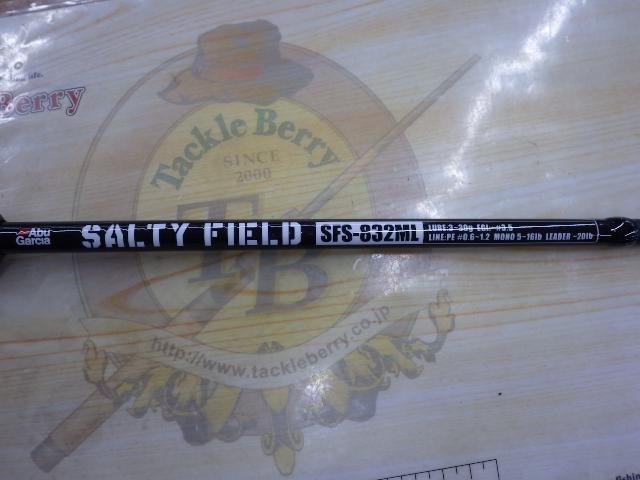 Berry
Tackle Berry
SINCE
2000
Abu
Garcia
SALTY FIELD
SFS-832ML
LURE:3-30g EGI:~#3.5
LINE:PE #0.6~1.2 MONO 5~16lb LEADER ~20lb
TB
http://www.tackleberry.co.jp